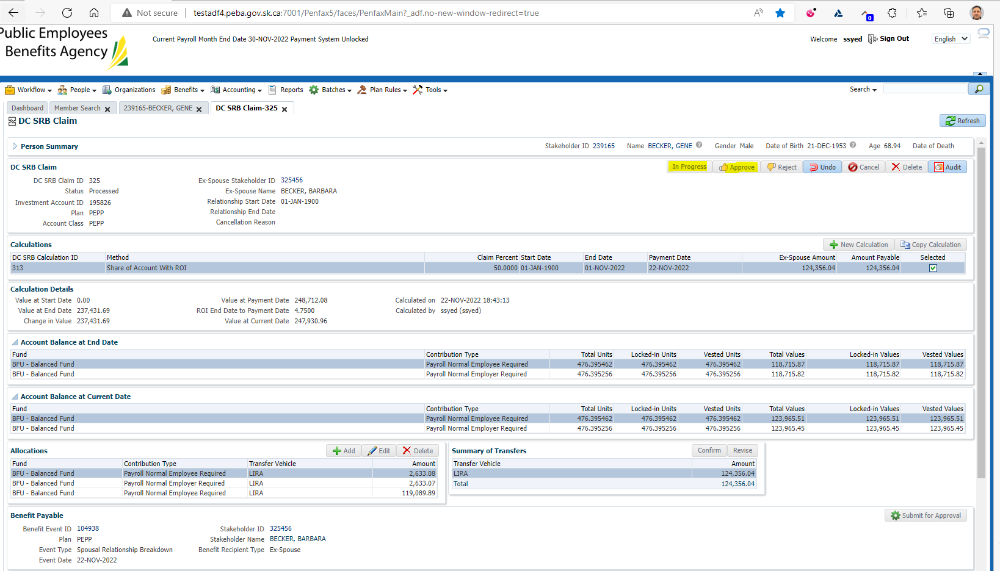 Not secure testadf4.peba.gov.sk.ca:7001/Penfax5/faces/PenfaxMain?_adf.no-new-window-redirect=true
0
Public Employees
Benefits Agency
Current Payroll Month End Date 30-NOV-2022 Payment System Unlocked
Welcome ssyed Sign Out English
Workflow People Organizations Benefits Accounting Reports Batches Plan Rules Tools Search
Dashboard Member Search 239165-BECKER, GENE DC SRB Claim-325
DC SRB Claim Refresh
Person Summary Stakeholder ID 239165 Name BECKER, GENE Gender Male Date of Birth 21-DEC-1953 Age 68.94 Date of Death
DC SRB Claim In Progress Approve Reject Undo Cancel Delete Audit
DC SRB Claim ID 325 Ex-Spouse Stakeholder ID 325456
Status Processed Ex-Spouse Name BECKER, BARBARA
Investment Account ID 195826 Relationship Start Date 01-JAN-1900
Plan PEPP Relationship End Date
Account Class PEPP Cancellation Reason
Calculations New Calculation Copy Calculation
DC SRB Calculation ID Method Claim Percent Start Date End Date Payment Date Ex-Spouse Amount Amount Payable Selected
313 Share of Account With ROI 50.0000 01-JAN-1900 01-NOV-2022 22-NOV-2022 124,356.04 124,356.04
Calculation Details
Value at Start Date 0.00 Value at Payment Date 248,712.08 Calculated on 22-NOV-2022 18:43:13
Value at End Date 237,431.69 ROI End Date to Payment Date 4.7500 Calculated by ssyed (ssyed)
Change in Value 237,431.69 Value at Current Date 247,930.96
Account Balance at End Date
Fund Contribution Type Total Units Locked-in Units Vested Units Total Values Locked-in Values Vested Values
BFU - Balanced Fund Payroll Normal Employee Required 476.395462 476.395462 476.395462 118,715.87 118,715.87 118,715.87
BFU - Balanced Fund Payroll Normal Employer Required 476.395256 476.395256 476.395256 118,715.82 118,715.82 118,715.82
Account Balance at Current Date
Fund Contribution Type Total Units Locked-in Units Vested Units Total Values Locked-in Values Vested Values
BFU - Balanced Fund Payroll Normal Employee Required 476.395462 476.395462 476.395462 123,965.51 123,965.51 123,965.51
BFU - Balanced Fund Payroll Normal Employer Required 476.395256 476.395256 476.395256 123,965.45 123,965.45 123,965.45
Allocations Add Edit Delete
Fund Contribution Type Transfer Vehicle Amount
BFU - Balanced Fund Payroll Normal Employee Required LIRA 2,633.08
BFU - Balanced Fund Payroll Normal Employer Required LIRA 2,633.07
BFU - Balanced Fund Payroll Normal Employee Required LIRA 119,089.89
Summary of Transfers Confirm Revise
Transfer Vehicle Amount
LIRA 124,356.04
Total 124,356.04
Benefit Payable Submit for Approval
Benefit Event ID 104938 Stakeholder ID 325456
Plan PEPP Stakeholder Name BECKER, BARBARA
Event Type Spousal Relationship Breakdown Benefit Recipient Type Ex-Spouse
Event Date 22-NOV-2022